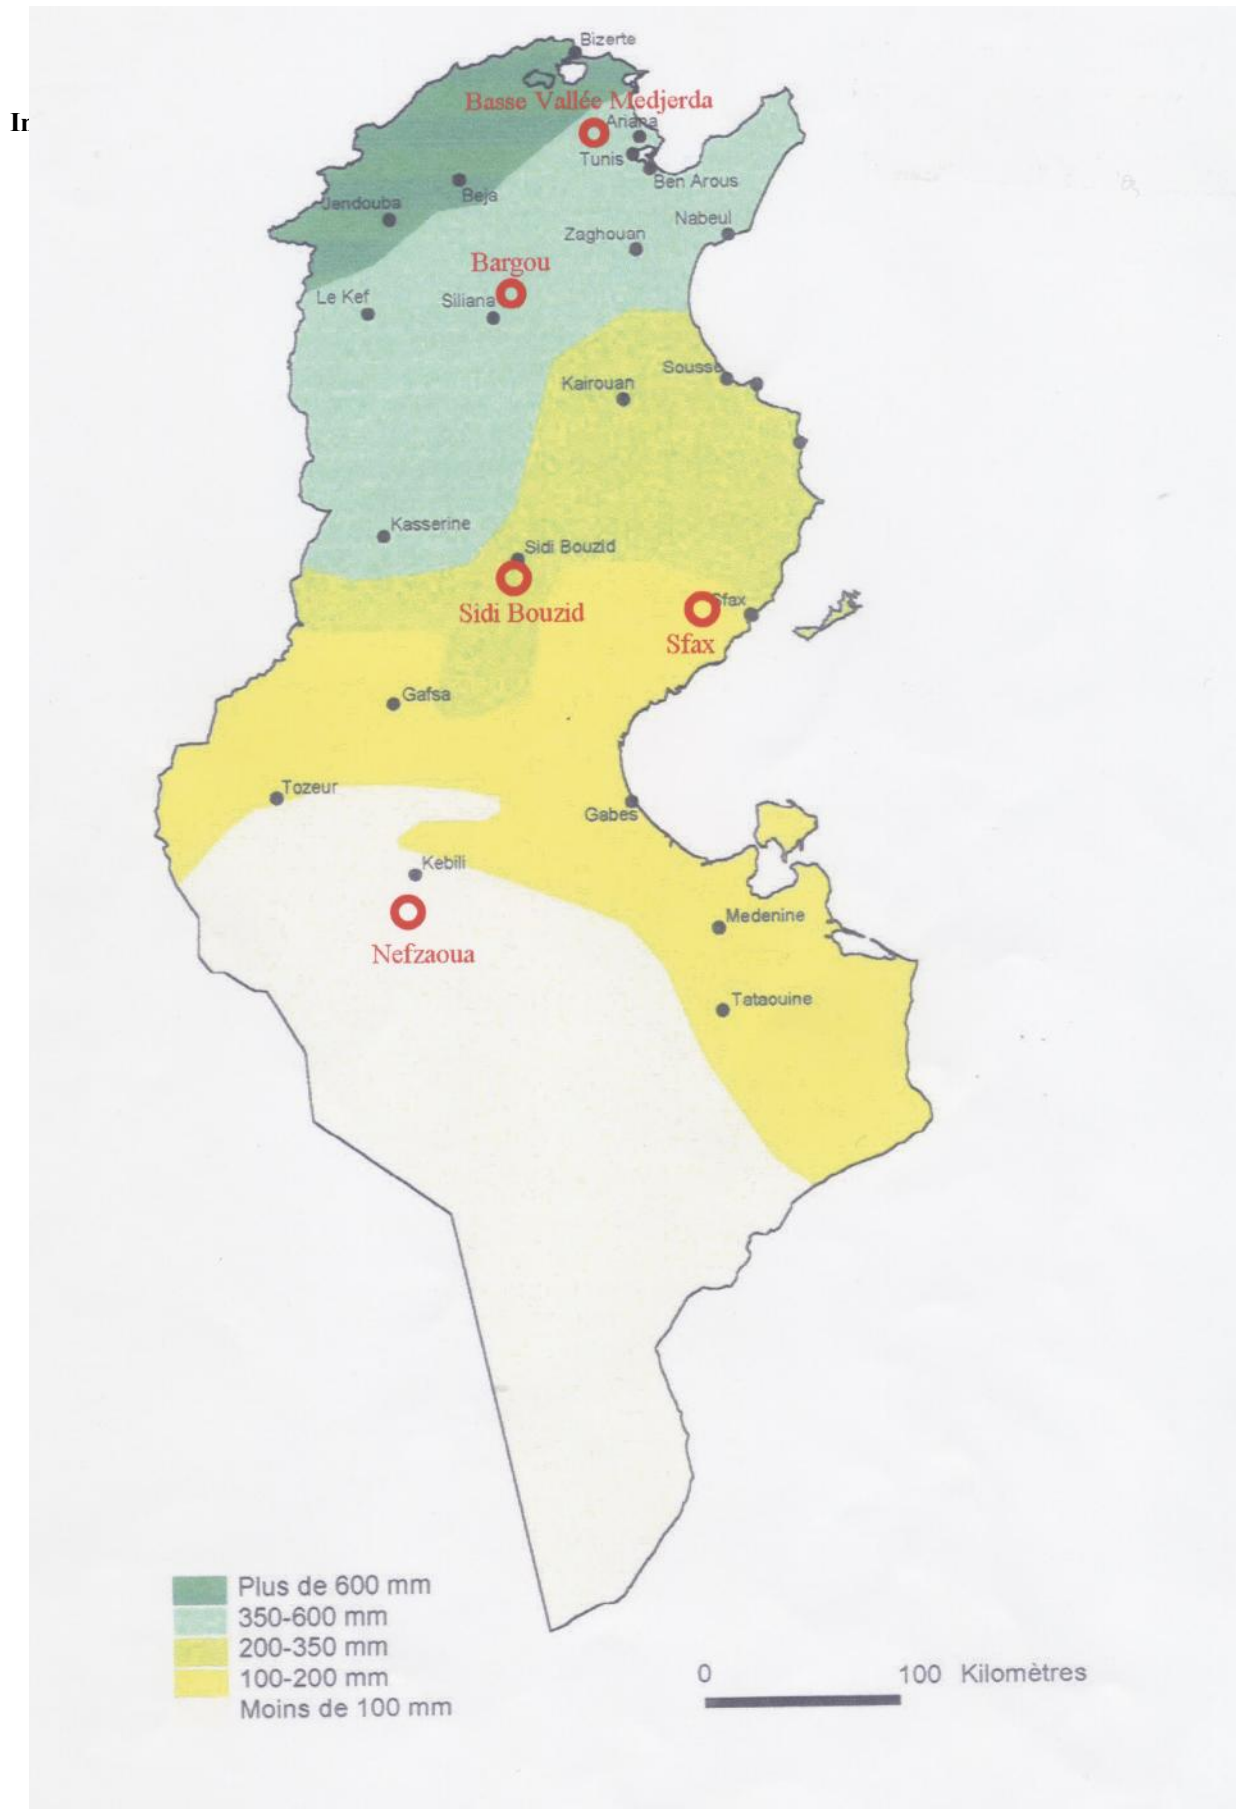 Bizerte
Basse Vallée Medjerda
In
Ariana
Tunis
Ben Arous
Beja
Jendouba
Nabeul
Zaghouan
Bargou
Le Kef
Siliana
Sousse
Kairouan
Kasserine
Sidi Bouzid
Sfax
Sidi Bouzid
Sfax
Gafsa
Tozeur
Gabes
Kebili
Medenine
Nefzaoua
Tataouine
Plus de 600 mm
350-600 mm
200-350 mm
100-200 mm
Moins de 100 mm
0 100 Kilomètres